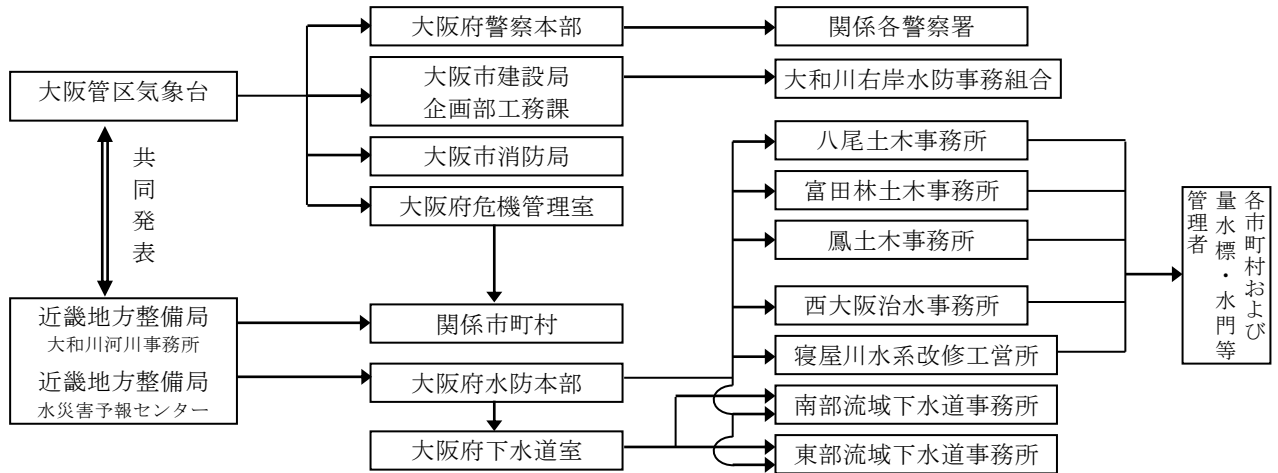 大阪管区気象台
共同発表
近畿地方整備局
大和川河川事務所
近畿地方整備局
水災害予報センター
大阪府警察本部
大阪市建設局
企画部工務課
大阪市消防局
大阪府危機管理室
関係市町村
大阪府水防本部
大阪府下水道室
関係各警察署
大和川右岸水防事務組合
八尾土木事務所
富田林土木事務所
鳳土木事務所
西大阪治水事務所
寝屋川水系改修工営所
南部流域下水道事務所
東部流域下水道事務所
各市町村および
量水標・水門等
管理者